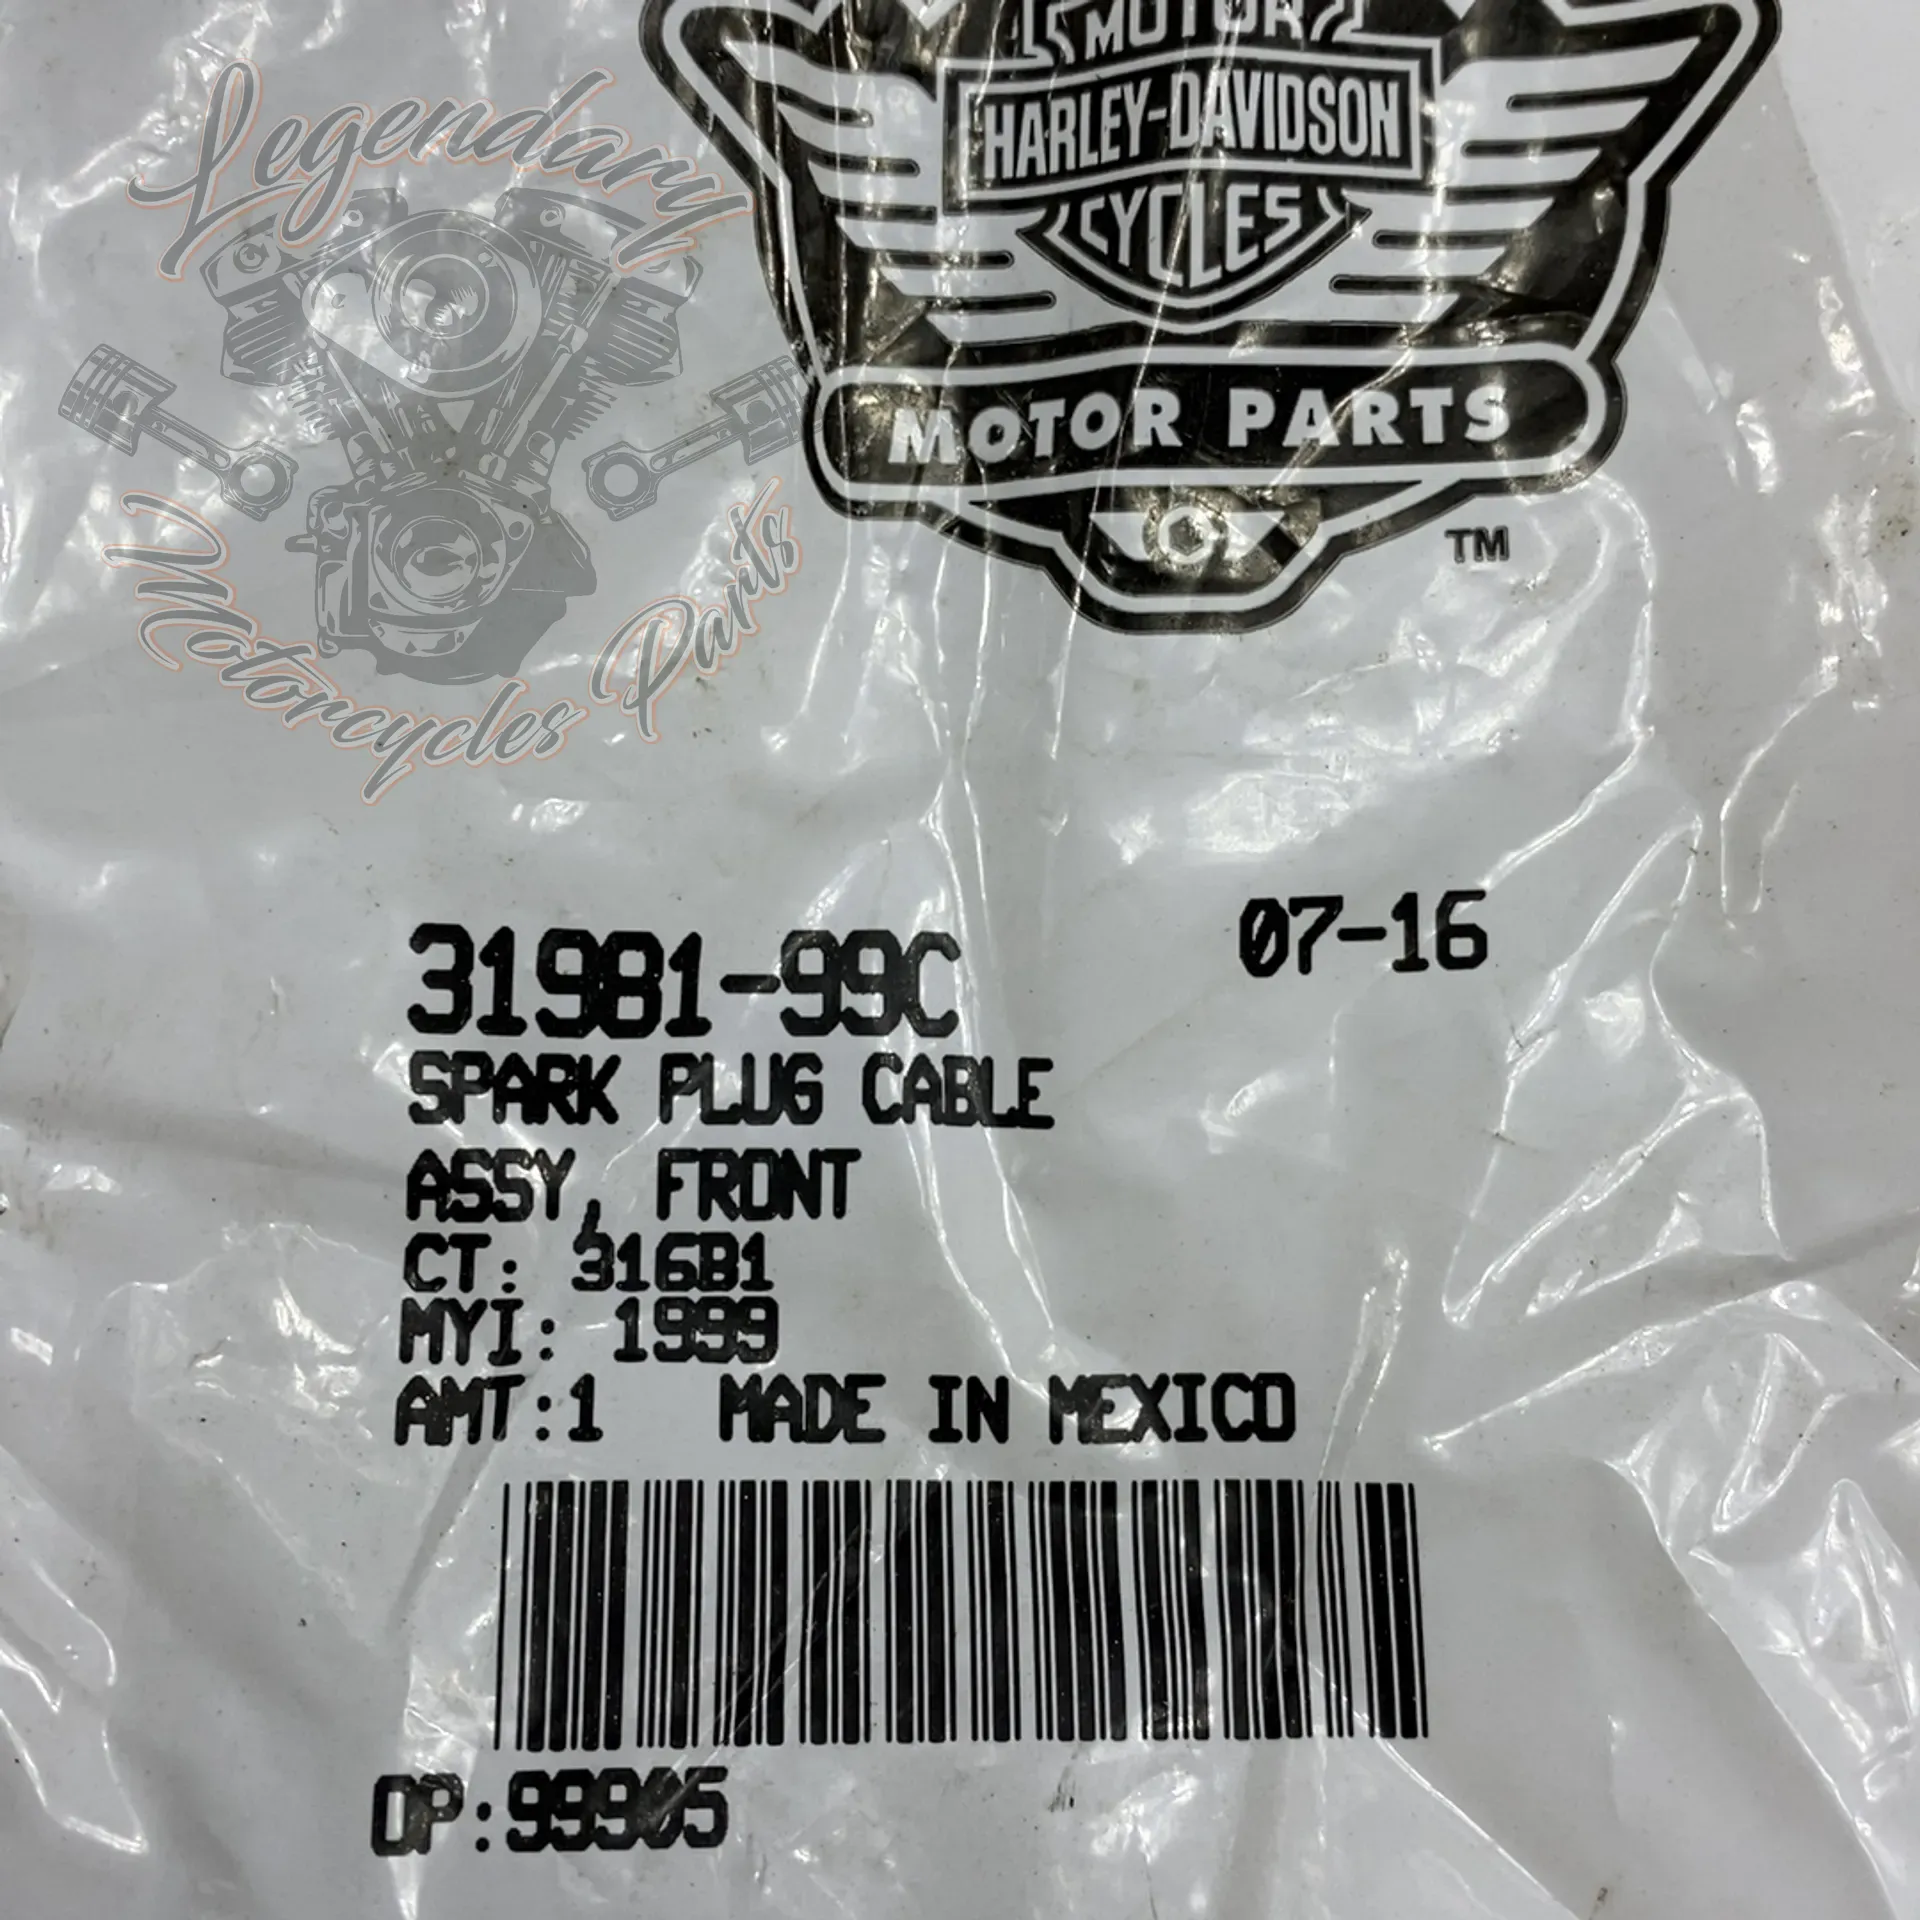 MOTOR
HARLEY-DAVIDSON
CYCLES
MOTOR PARTS
TM
Legendary
Motorcycles Parts
31981-99C
07-16
SPARK PLUG CABLE
ASSY, FRONT
CT: 316B1
MYI: 1999
AMT:1 MADE IN MEXICO
OP:99905